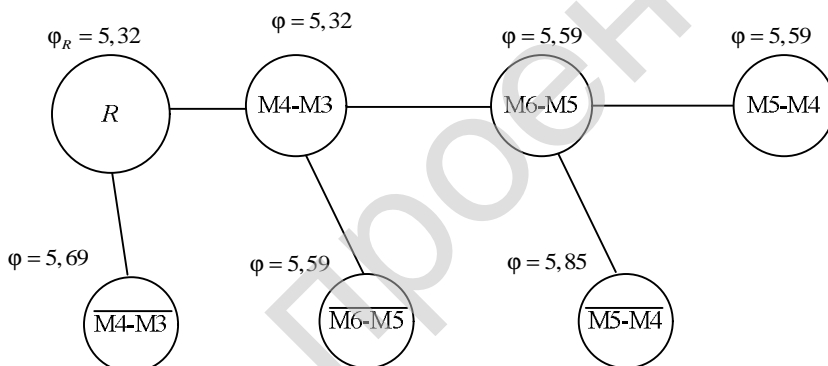 φR = 5,32
φ = 5,32
φ = 5,59
φ = 5,59
R
M4-M3
M6-M5
M5-M4
φ = 5,69
φ = 5,59
φ = 5,85
M4-M3
M6-M5
M5-M4
проен